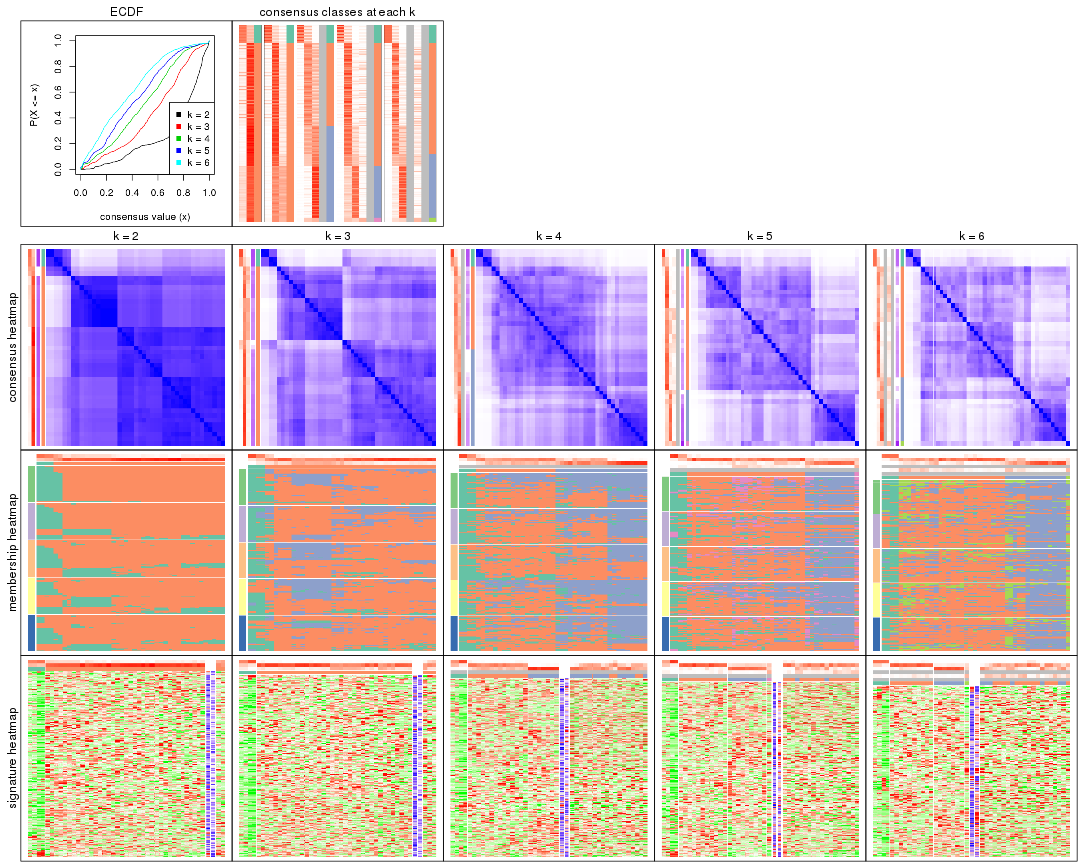 ECDF
consensus classes at each k
P(X <= x)
1.0
0.8
0.6
0.4
0.2
0.0
k = 2
k = 3
k = 4
k = 5
k = 6
0.0 0.2 0.4 0.6 0.8 1.0
consensus value (x)
k = 2
k = 3
k = 4
k = 5
k = 6
consensus heatmap
membership heatmap
signature heatmap